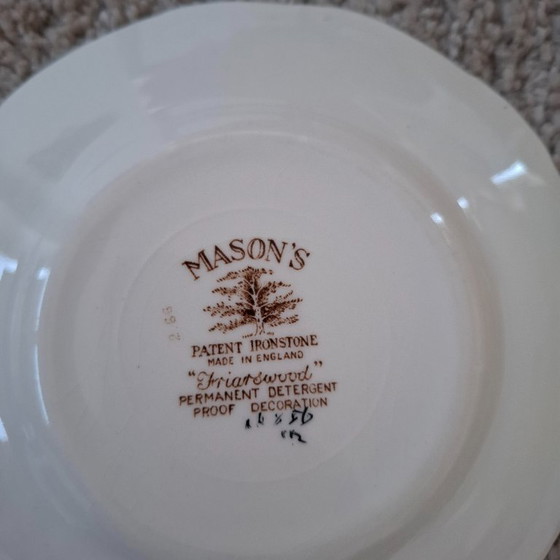 MASON'S
PATENT IRONSTONE
MADE IN ENGLAND
"Friarswood"
PERMANENT DETERGENT
PROOF DECORATION